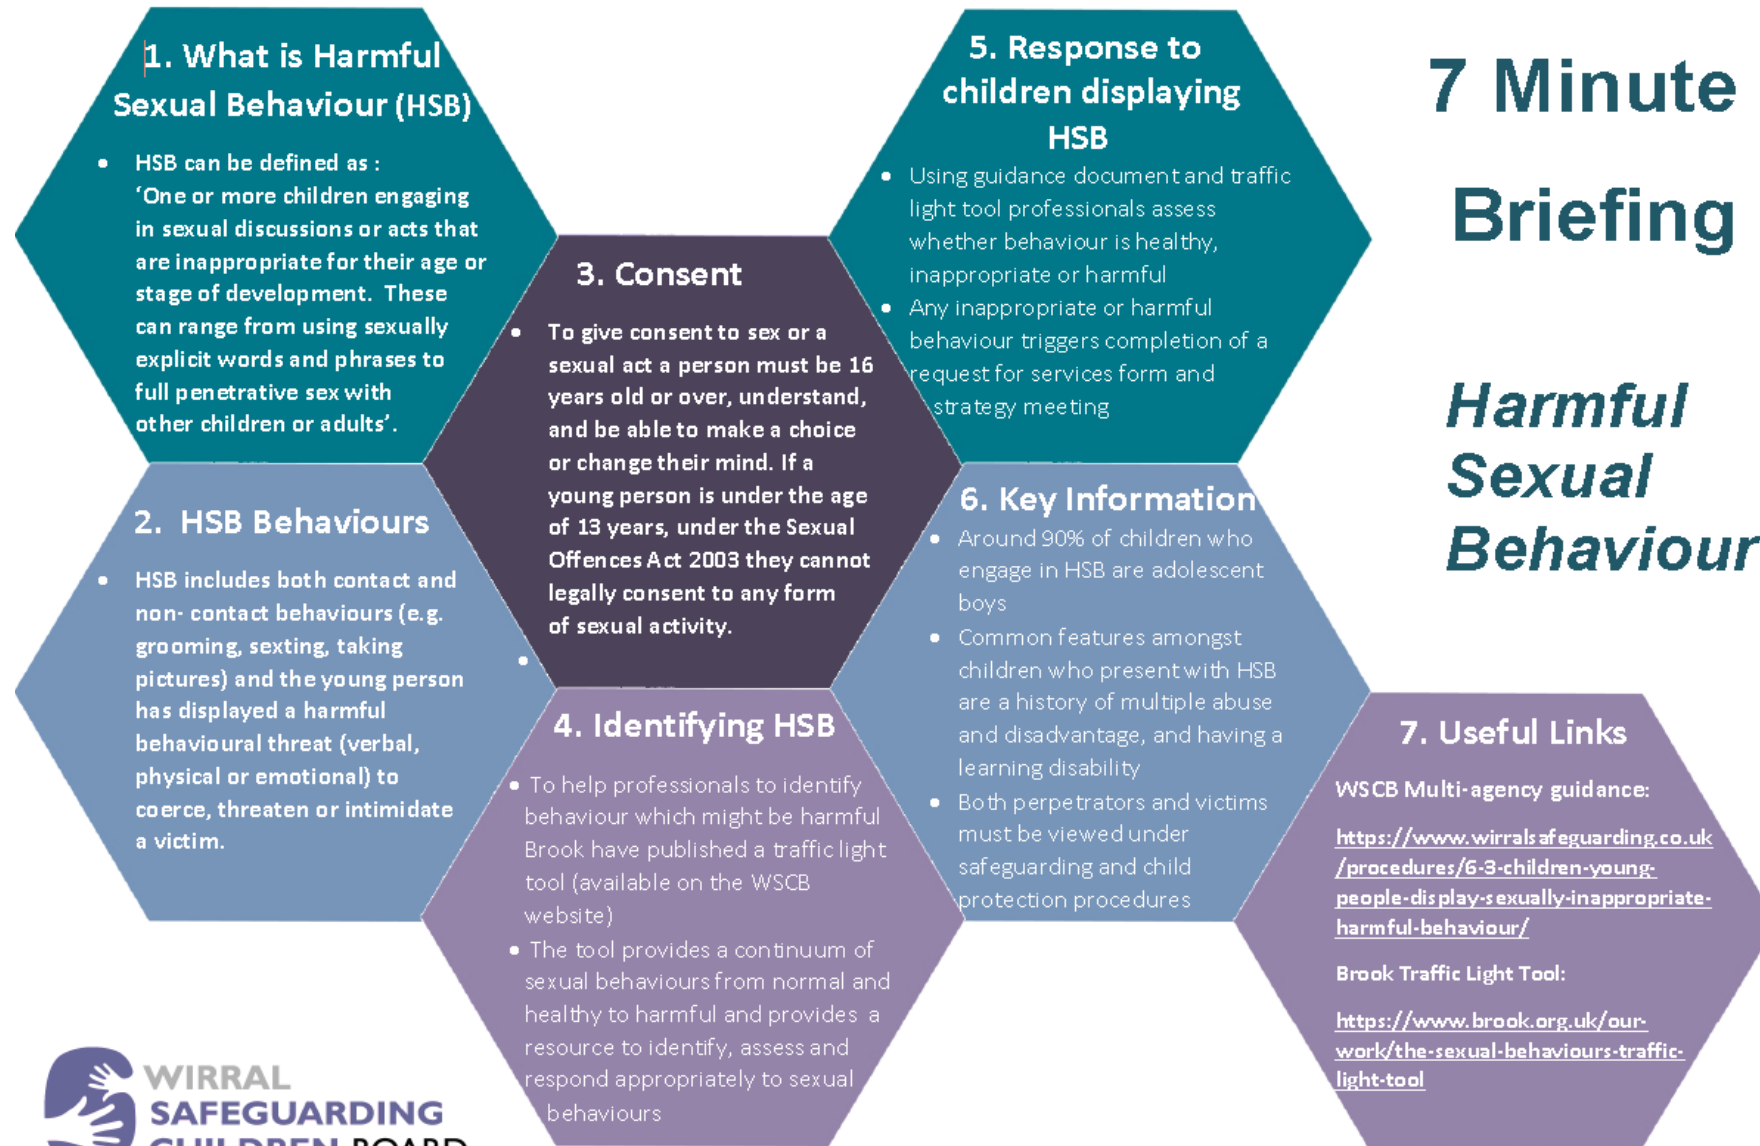 7 Minute
Briefing
Harmful
Sexual
Behaviour
1. What is Harmful
Sexual Behaviour (HSB)
• HSB can be defined as :
‘One or more children engaging
in sexual discussions or acts that
are inappropriate for their age or
stage of development.  These
can range from using sexually
explicit words and phrases to
full penetrative sex with
other children or adults’.
2.  HSB Behaviours
• HSB includes both contact and
non- contact behaviours (e.g.
grooming, sexting, taking
pictures) and the young person
has displayed a harmful
behavioural threat (verbal,
physical or emotional) to
coerce, threaten or intimidate
a victim.
3. Consent
• To give consent to sex or a
sexual act a person must be 16
years old or over, understand,
and be able to make a choice
or change their mind. If a
young person is under the age
of 13 years, under the Sexual
Offences Act 2003 they cannot
legally consent to any form
of sexual activity.
•
4. Identifying HSB
• To help professionals to identify
behaviour which might be harmful
Brook have published a traffic light
tool (available on the WSCB
website)
• The tool provides a continuum of
sexual behaviours from normal and
healthy to harmful and provides  a
resource to identify, assess and
respond appropriately to sexual
behaviours
5. Response to
children displaying
HSB
• Using guidance document and traffic
light tool professionals assess
whether behaviour is healthy,
inappropriate or harmful
• Any inappropriate or harmful
behaviour triggers completion of a
request for services form and
strategy meeting
6. Key Information
• Around 90% of children who
engage in HSB are adolescent
boys
• Common features amongst
children who present with HSB
are a history of multiple abuse
and disadvantage, and having a
learning disability
• Both perpetrators and victims
must be viewed under
safeguarding and child
protection procedures
7. Useful Links
WSCB Multi-agency guidance:
https://www.wirralsafeguarding.co.uk
/procedures/6-3-children-young-
people-display-sexually-inappropriate-
harmful-behaviour/
Brook Traffic Light Tool:
https://www.brook.org.uk/our-
work/the-sexual-behaviours-traffic-
light-tool
WIRRAL
SAFEGUARDING
CHILDREN BOARD